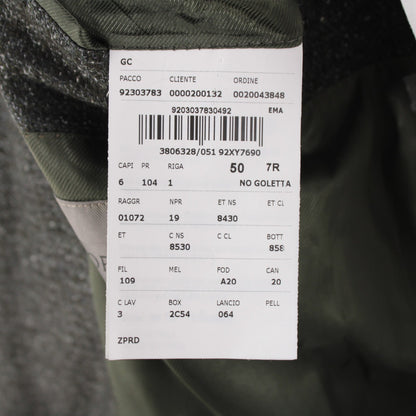 GC
PACCO CLIENTE ORDINE
92303783 0000200132 0020043848
9203037830492 EMA
3806328/051 92XY7690
CAPI PR RIGA 50 7R
6 104 1 NO GOLETTA
RAGGR NPR ET NS ET CL
01072 19 8430
ET C NS C CL BOTT
8530 858
FIL MEL FOD CAN
109 A20 20
C LAV BOX LANCIO PELL
3 2C54 064
ZPRD